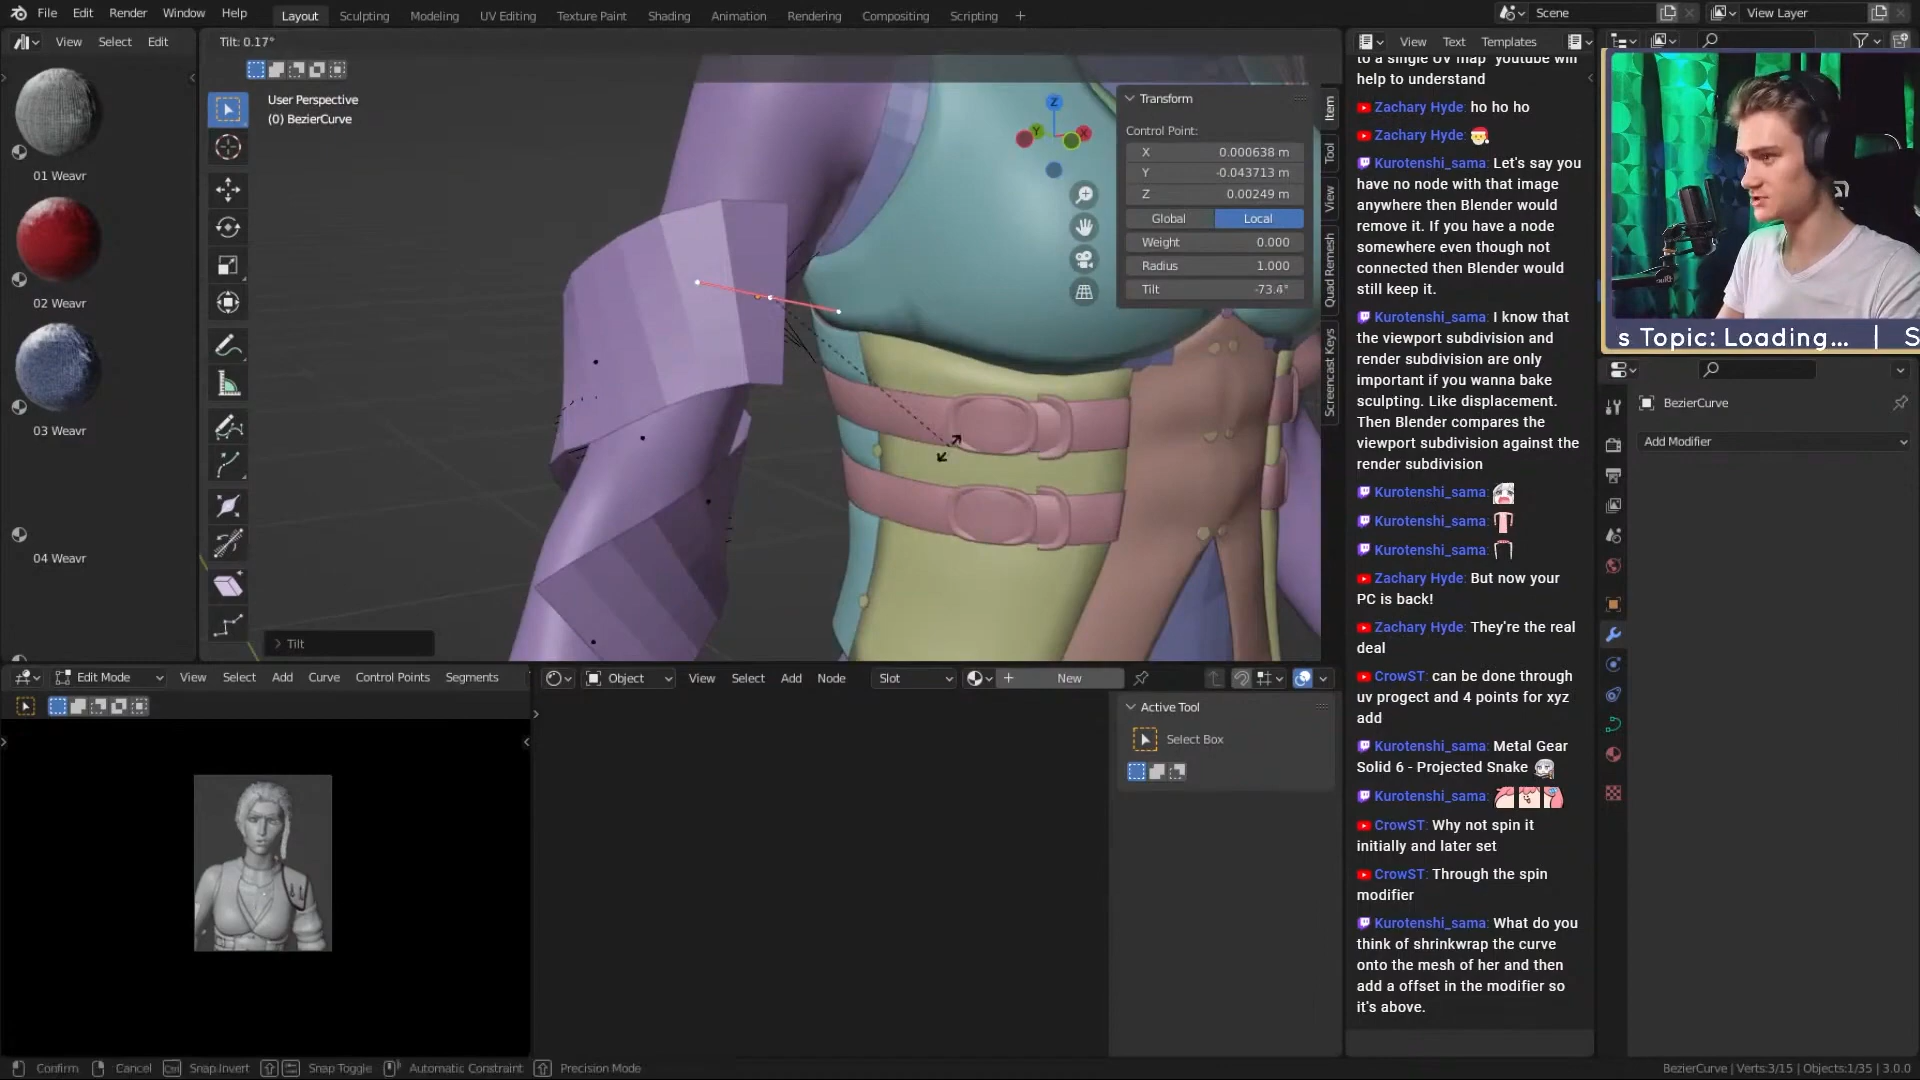 File Edit Render Window Help
Layout Sculpting Modeling UV Editing Texture Paint Shading Animation Rendering Compositing Scripting +
Scene
View Layer
View Select Edit
Tilt: 0.17°
View Text Templates
User Perspective
(0) BezierCurve
01 Weavr
02 Weavr
03 Weavr
04 Weavr
Transform
Control Point:
X 0.000638 m
Y -0.043713 m
Z 0.00249 m
Global Local
Weight 0.000
Radius 1.000
Tilt -73.4°
Item
Tool
View
Quad Remesh
Screencast Keys
Z
Y
X
Tilt
to a single UV map youtube will
help to understand
Zachary Hyde: ho ho ho
Zachary Hyde:
Kurotenshi_sama: Let's say you
have no node with that image
anywhere then Blender would
remove it. If you have a node
somewhere even though not
connected then Blender would
still keep it.
Kurotenshi_sama: I know that
the viewport subdivision and
render subdivision are only
important if you wanna bake
sculpting. Like displacement.
Then Blender compares the
viewport subdivision against the
render subdivision
Kurotenshi_sama:
Kurotenshi_sama:
Kurotenshi_sama:
Zachary Hyde: But now your
PC is back!
Zachary Hyde: They're the real
deal
CrowST: can be done through
uv progect and 4 points for xyz
add
Kurotenshi_sama: Metal Gear
Solid 6 - Projected Snake
Kurotenshi_sama:
CrowST: Why not spin it
initially and later set
CrowST: Through the spin
modifier
Kurotenshi_sama: What do you
think of shrinkwrap the curve
onto the mesh of her and then
add a offset in the modifier so
it's above.
s Topic: Loading... | S
BezierCurve
Add Modifier
Edit Mode View Select Add Curve Control Points Segments
Object View Select Add Node Slot New
Active Tool
Select Box
Confirm Cancel Ctrl Snap Invert Snap Toggle Automatic Constraint Precision Mode
BezierCurve | Verts:3/15 | Objects:1/35 | 3.0.0